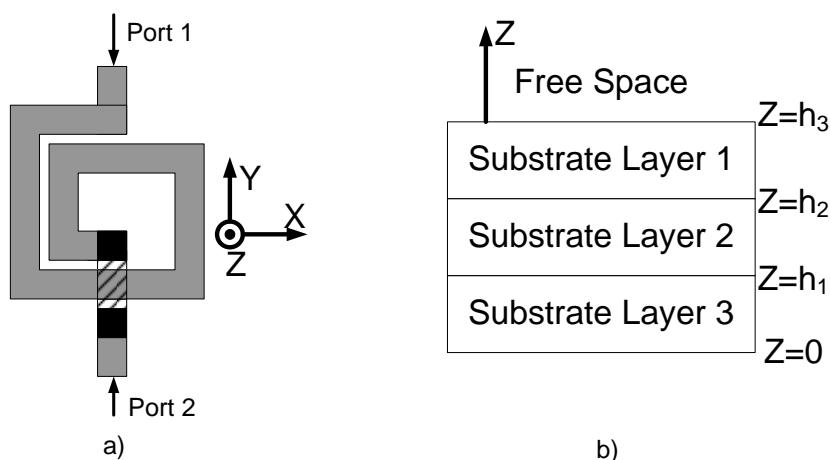 Port 1
Y
X
Z
Port 2
a)
Z
Free Space
Z=h3
Substrate Layer 1
Z=h2
Substrate Layer 2
Z=h1
Substrate Layer 3
Z=0
b)